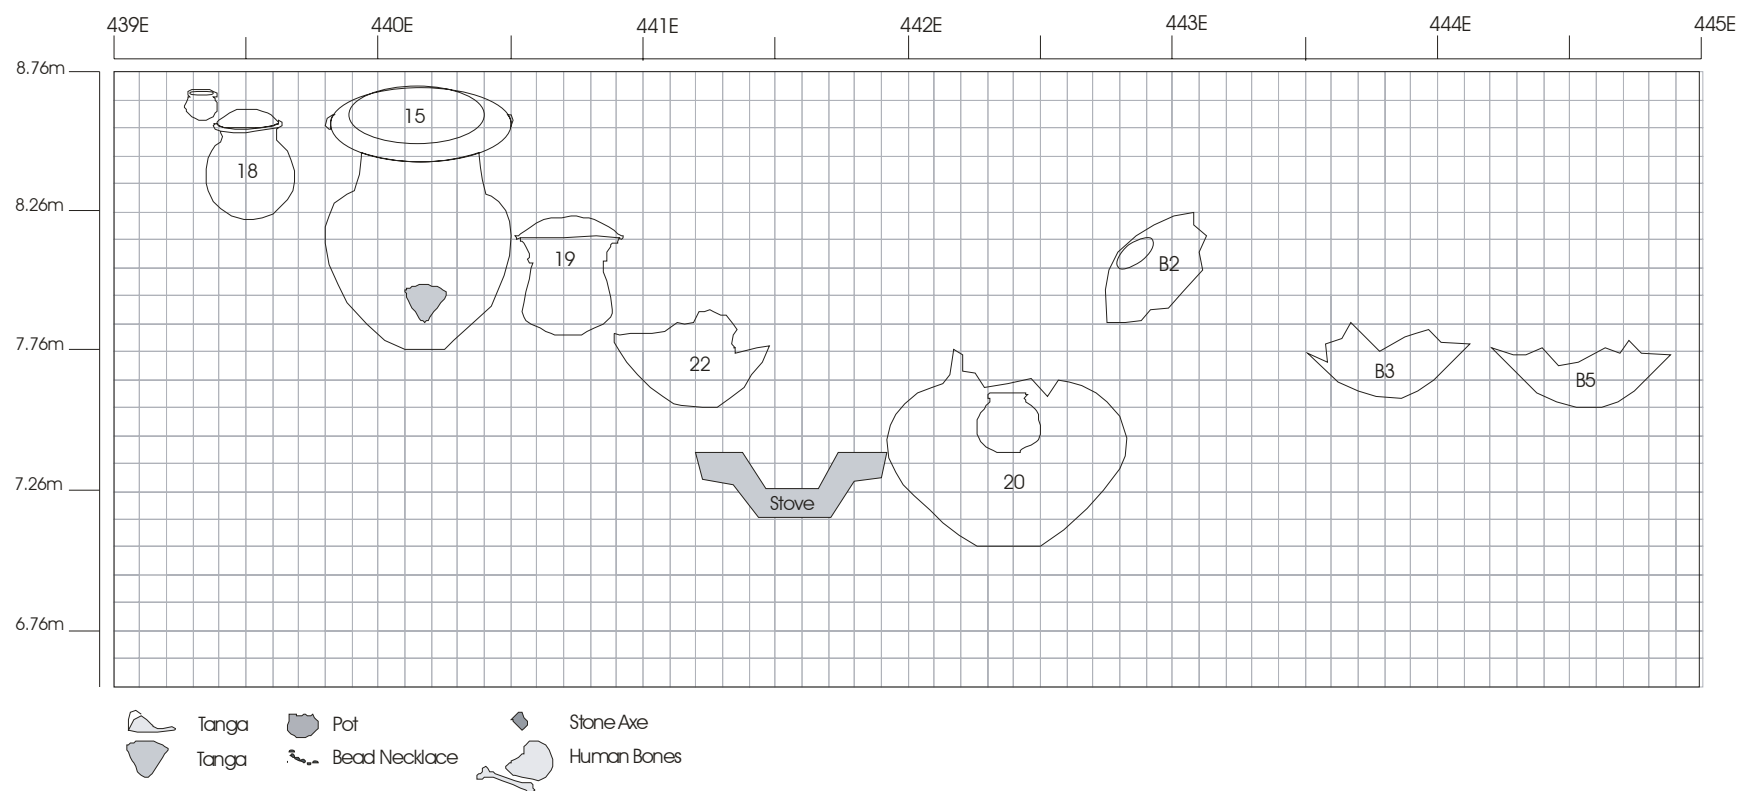 439E 440E 441E 442E 443E 444E 445E
8.76m
15
18
8.26m
19
B2
7.76m
22
B3
B5
20
7.26m
Stove
6.76m
Tanga Pot Stone Axe
Tanga Bead Necklace Human Bones